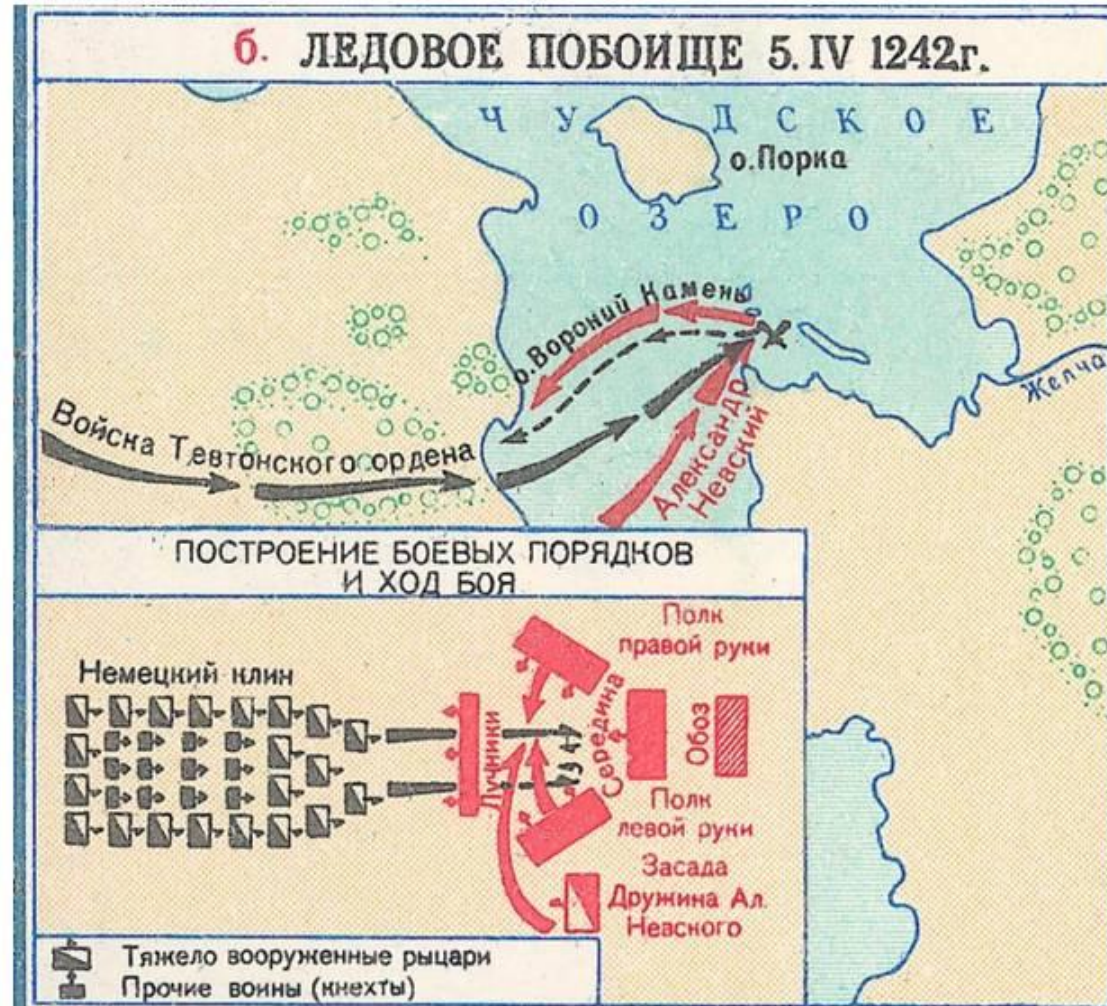 б. ЛЕДОВОЕ ПОБОИЩЕ 5. IV 1242г.
ЧУДСКОЕ
о. Порка
ОЗЕРО
о. Вороний Камень
Желча
Войска Тевтонского ордена
Александр
Невский
ПОСТРОЕНИЕ БОЕВЫХ ПОРЯДКОВ
И ХОД БОЯ
Полк
правой руки
Немецкий клин
Лучники
Середина
Обоз
Полк
левой руки
Засада
Дружина Ал.
Невского
Тяжело вооруженные рыцари
Прочие воины (кнехты)